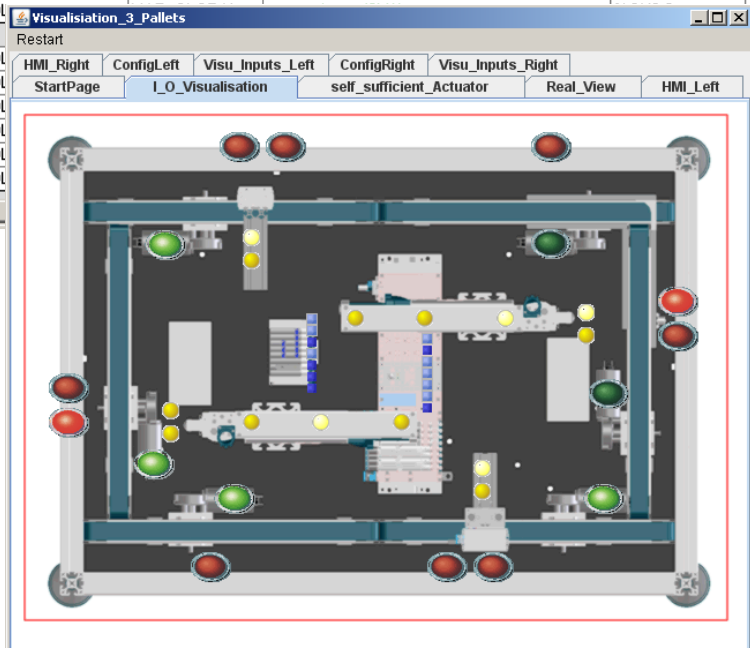 Visualisiation_3_Pallets
Restart
HMI_Right ConfigLeft Visu_Inputs_Left ConfigRight Visu_Inputs_Right
StartPage I_O_Visualisation self_sufficient_Actuator Real_View HMI_Left